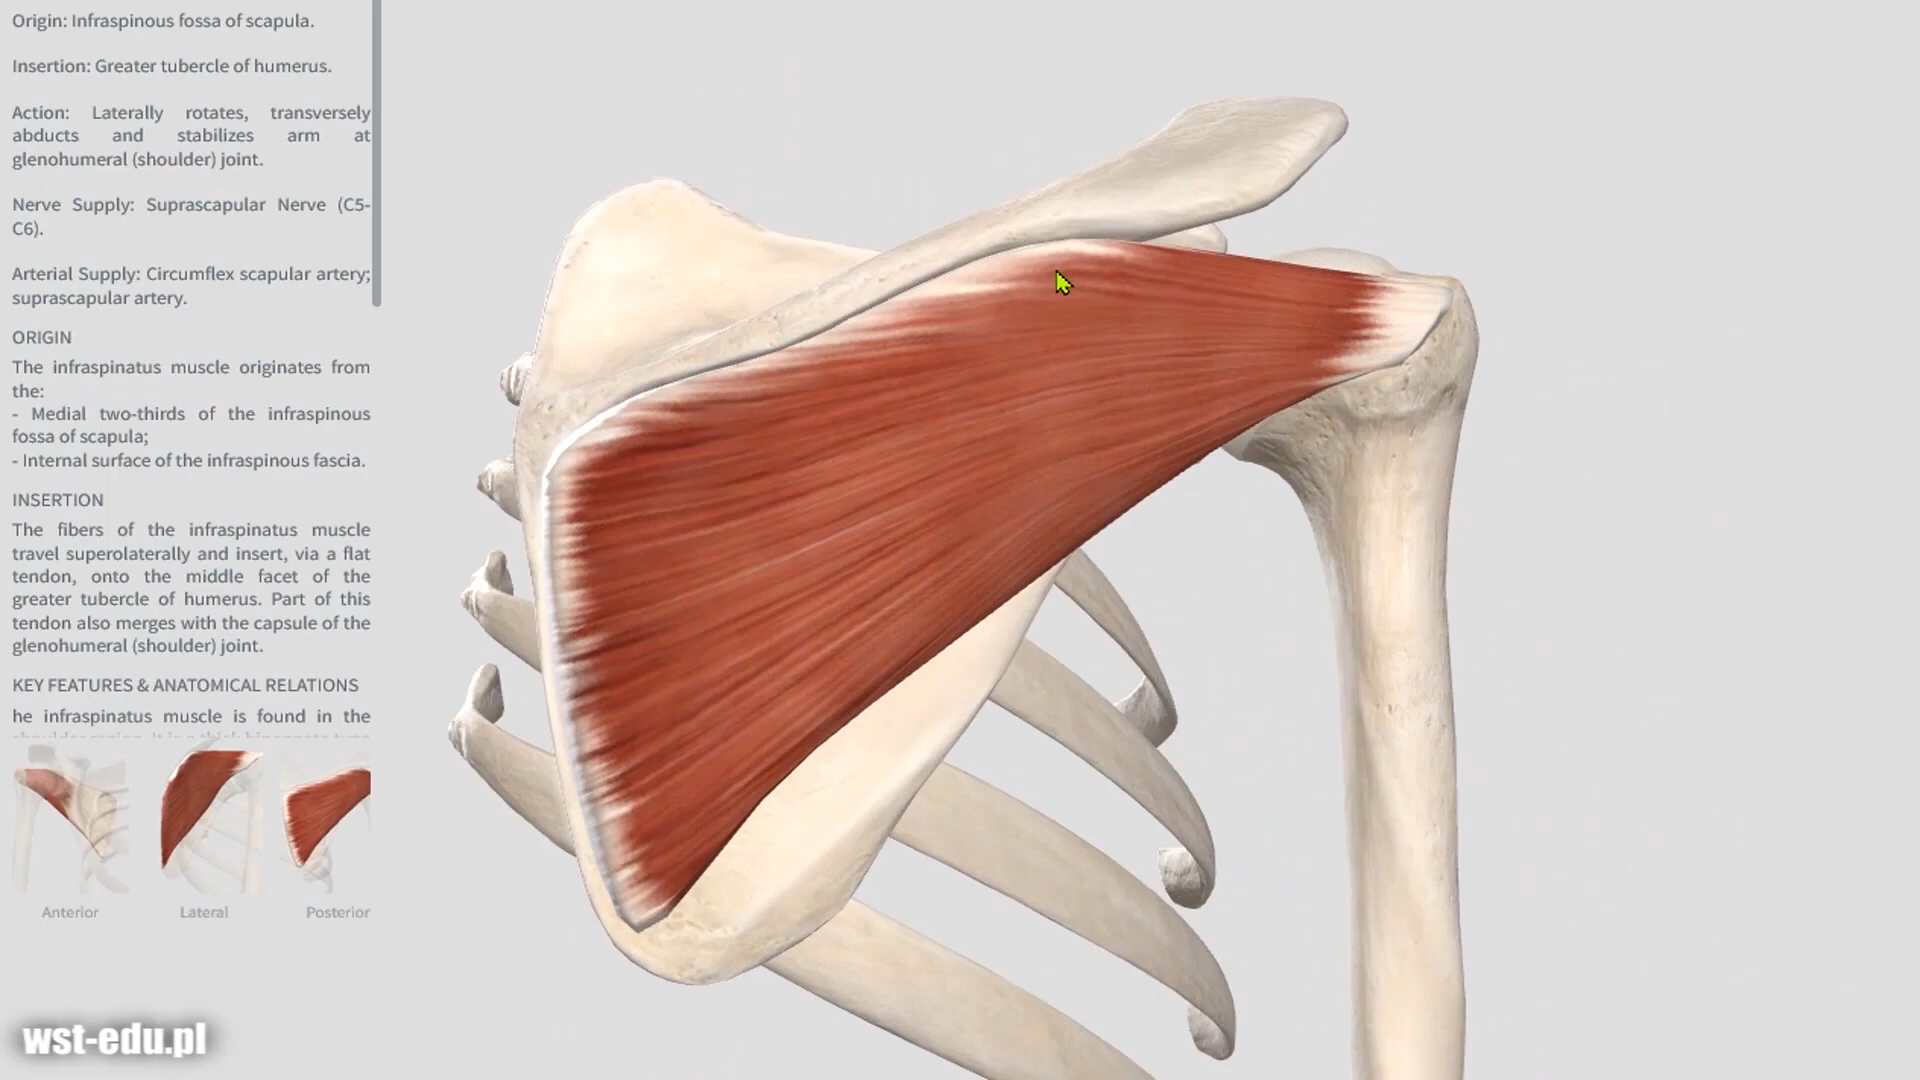 Origin: Infraspinous fossa of scapula.
Insertion: Greater tubercle of humerus.
Action: Laterally rotates, transversely
abducts and stabilizes arm at
glenohumeral (shoulder) joint.
Nerve Supply: Suprascapular Nerve (C5-
C6).
Arterial Supply: Circumflex scapular artery;
suprascapular artery.
ORIGIN
The infraspinatus muscle originates from
the:
- Medial two-thirds of the infraspinous
fossa of scapula;
- Internal surface of the infraspinous fascia.
INSERTION
The fibers of the infraspinatus muscle
travel superolaterally and insert, via a flat
tendon, onto the middle facet of the
greater tubercle of humerus. Part of this
tendon also merges with the capsule of the
glenohumeral (shoulder) joint.
KEY FEATURES & ANATOMICAL RELATIONS
he infraspinatus muscle is found in the
Anterior
Lateral
Posterior
wst-edu.pl